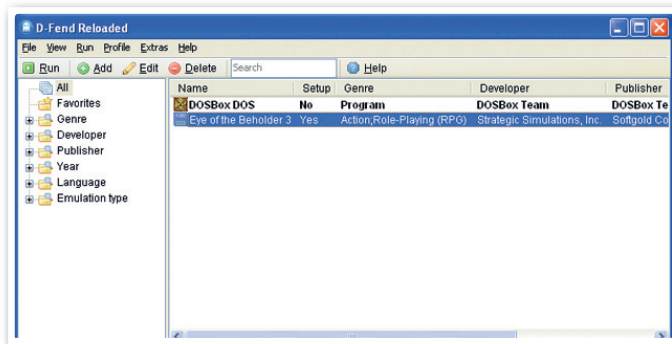 D-Fend Reloaded
File View Run Profile Extras Help
Run Add Edit Delete Search Help
All
Favorites
Genre
Developer
Publisher
Year
Language
Emulation type
Name Setup Genre Developer Publisher
DOSBox DOS No Program DOSBox Team DOSBox Te
Eye of the Beholder 3 Yes Action;Role-Playing (RPG) Strategic Simulations, Inc. Softgold Co